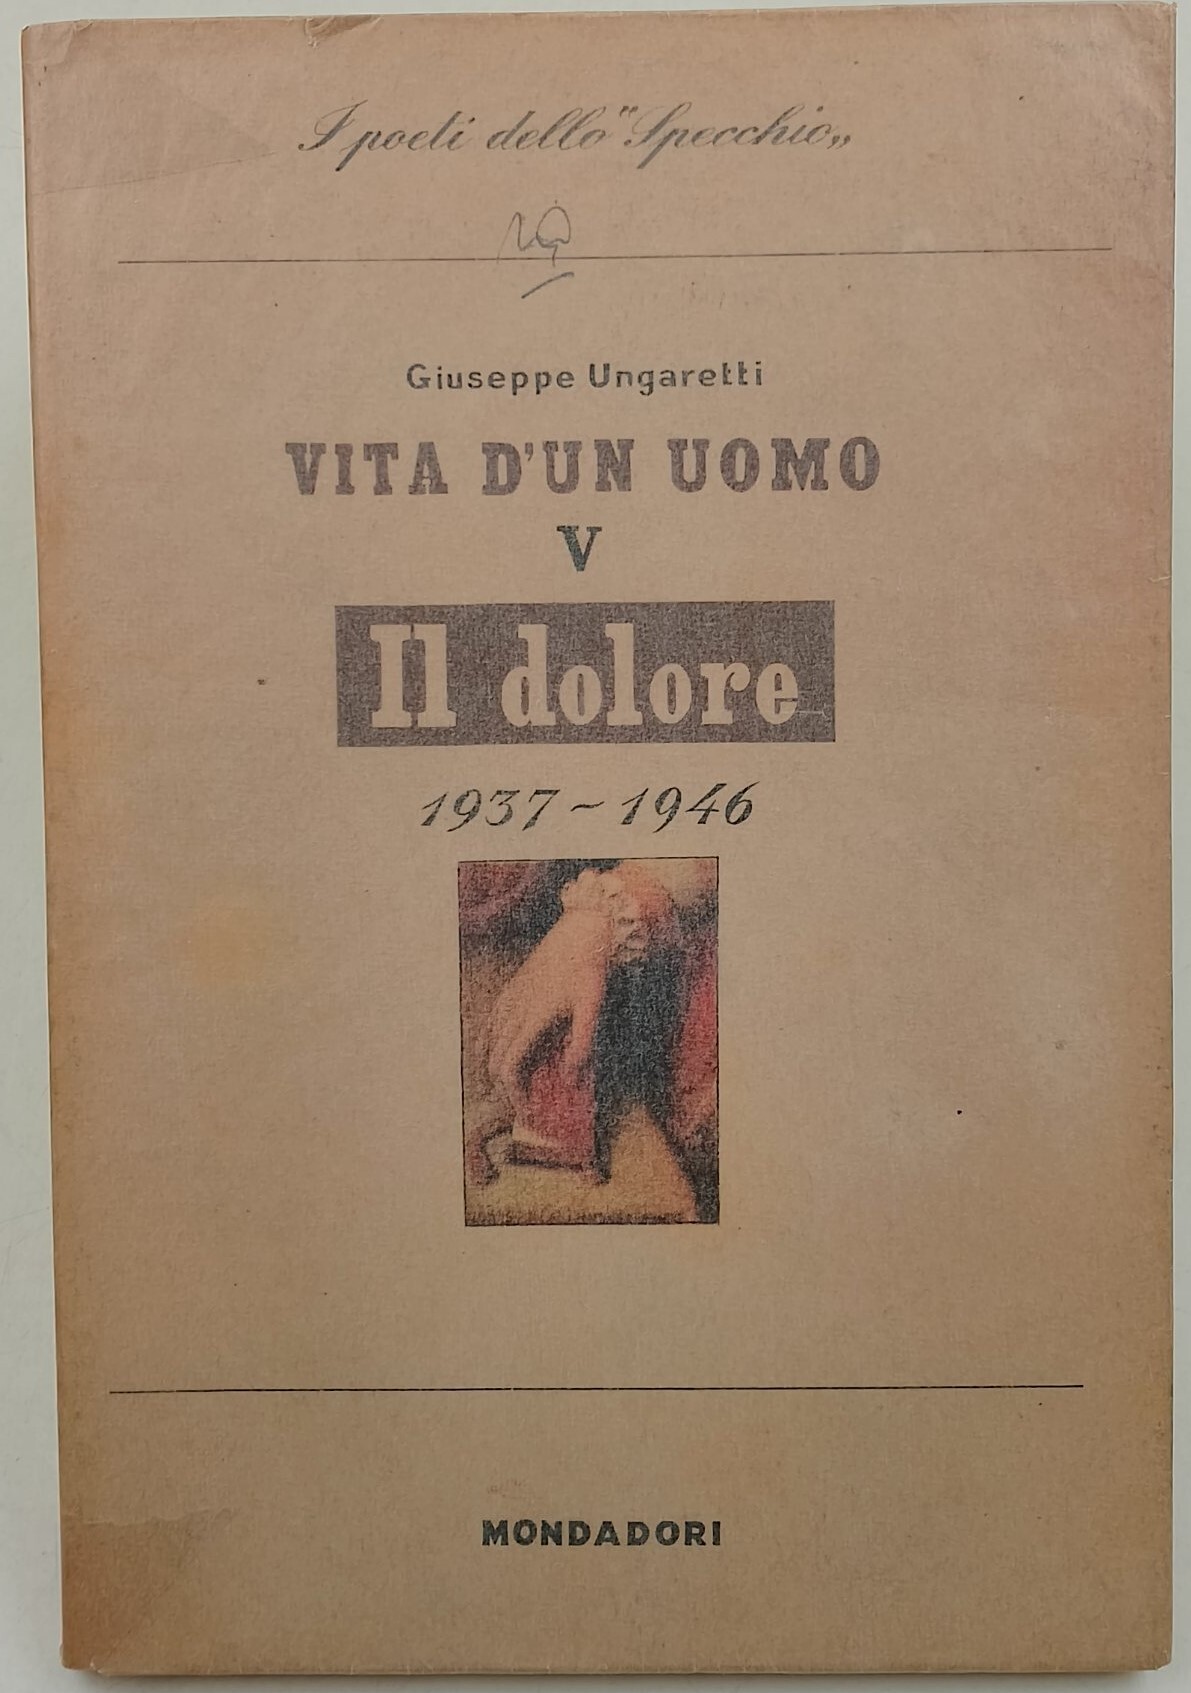 I poeti dello "Specchio„
Giuseppe Ungaretti
VITA D'UN UOMO
V
Il dolore
1937 - 1946
MONDADORI